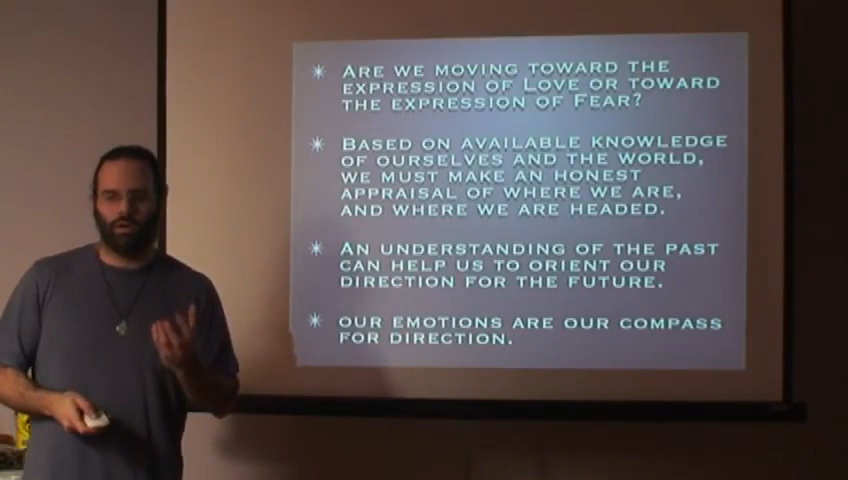 * Are we moving toward the
expression of Love or toward
the expression of Fear?
* Based on available knowledge
of ourselves and the world,
we must make an honest
appraisal of where we are,
and where we are headed.
* An understanding of the past
can help us to orient our
direction for the future.
* our emotions are our compass
for direction.